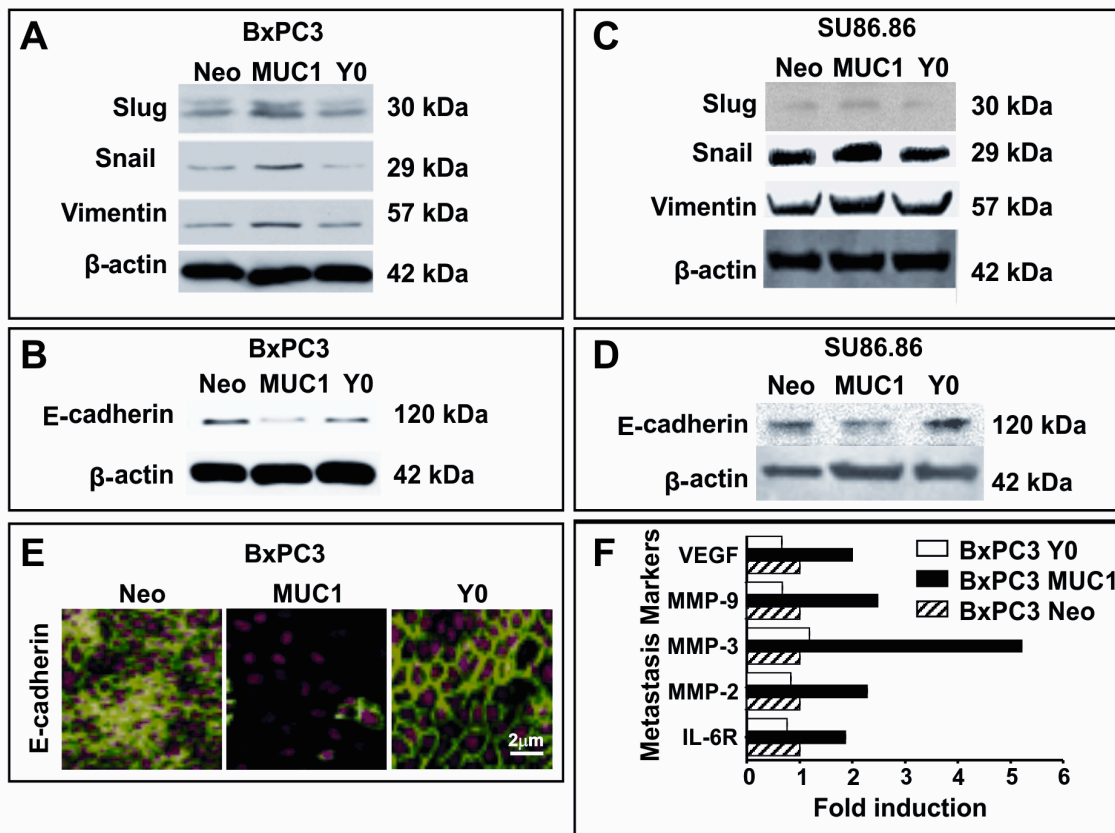 A
BxPC3
Neo MUC1 Y0
Slug 30 kDa
Snail 29 kDa
Vimentin 57 kDa
β-actin 42 kDa
B
BxPC3
Neo MUC1 Y0
E-cadherin 120 kDa
β-actin 42 kDa
C
SU86.86
Neo MUC1 Y0
Slug 30 kDa
Snail 29 kDa
Vimentin 57 kDa
β-actin 42 kDa
D
SU86.86
Neo MUC1 Y0
E-cadherin 120 kDa
β-actin 42 kDa
E
BxPC3
Neo MUC1 Y0
E-cadherin
2μm
F
Metastasis Markers
VEGF
MMP-9
MMP-3
MMP-2
IL-6R
BxPC3 Y0
BxPC3 MUC1
BxPC3 Neo
0 1 2 3 4 5 6
Fold induction